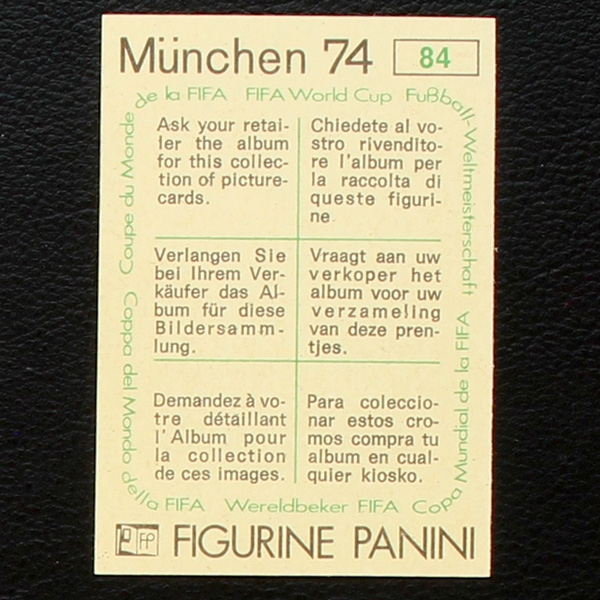 München 74
84
de la FIFA FIFA World Cup Fußball-Weltmeisterschaft
Coupe du Monde
Ask your retai-
ler the album
for this collec-
tion of picture-
cards.
Chiedete al vo-
stro rivendito-
re l'album per
la raccolta di
queste figuri-
ne.
Verlangen Sie
bei Ihrem Ver-
käufer das Al-
bum für diese
Bildersamm-
lung.
Vraagt aan uw
verkoper het
album voor uw
verzameling
van deze pren-
tjes.
Demandez à vo-
tre détaillant
l'Album pour
la collection
de ces images.
Para coleccio-
nar estos cro-
mos compra tu
album en cual-
quier kiosko.
Coppa del Mondo della FIFA
Wereldbeker FIFA
Copa Mundial de la FIFA
FP
FIGURINE PANINI